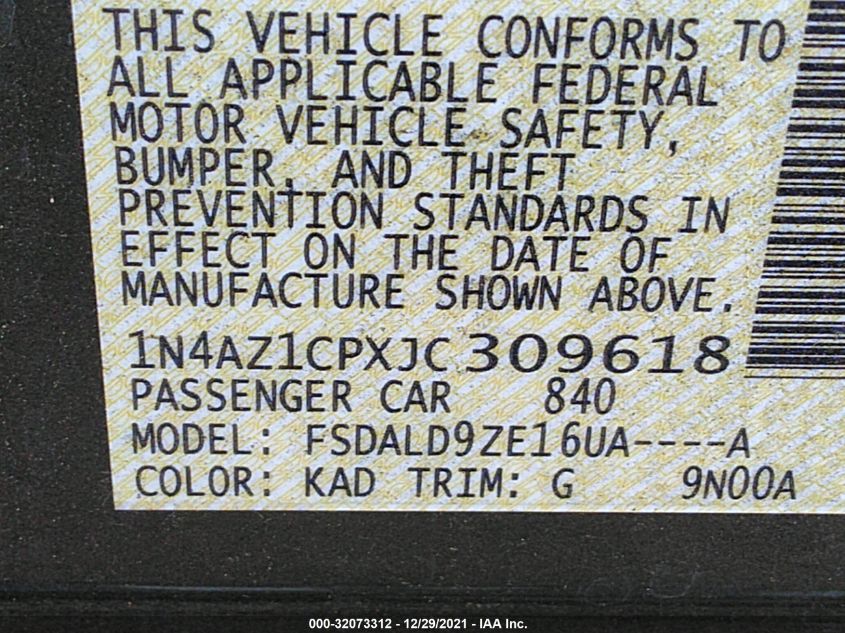 THIS VEHICLE CONFORMS TO
ALL APPLICABLE FEDERAL
MOTOR VEHICLE SAFETY,
BUMPER, AND THEFT
PREVENTION STANDARDS IN
EFFECT ON THE DATE OF
MANUFACTURE SHOWN ABOVE.
1N4AZ1CPXJC309618
PASSENGER CAR 840
MODEL: FSDALD9ZE16UA----A
COLOR: KAD TRIM: G 9N00A
000-32073312 - 12/29/2021 - IAA Inc.